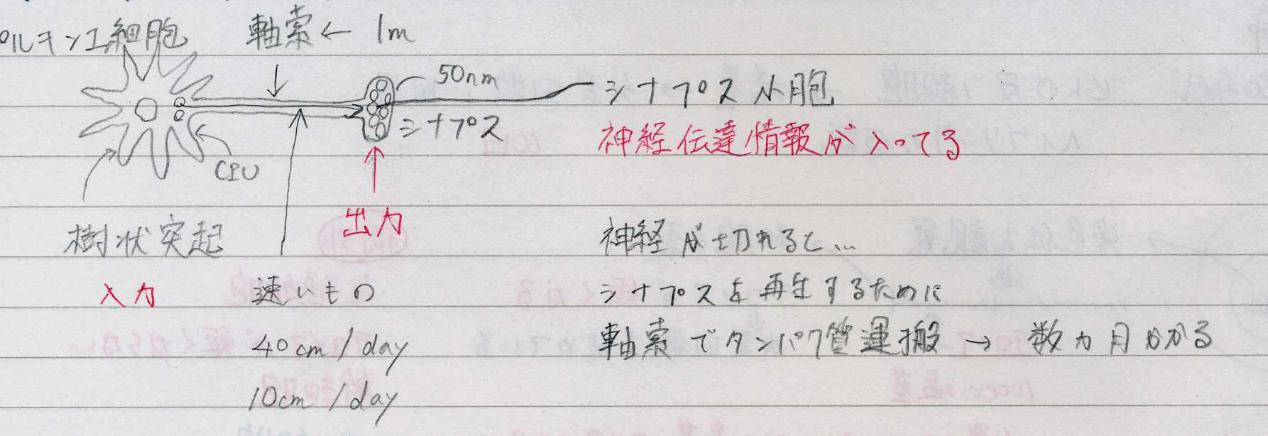 プルキンエ細胞 軸索 ← 1m
50nm
シナプス小胞
シナプス
神経伝達情報が入ってる
CPU
出力
樹状突起
入力
速いもの
40cm/day
10cm/day
神経が切れると…
シナプスを再生するために
軸索でタンパク質運搬 → 数カ月かかる